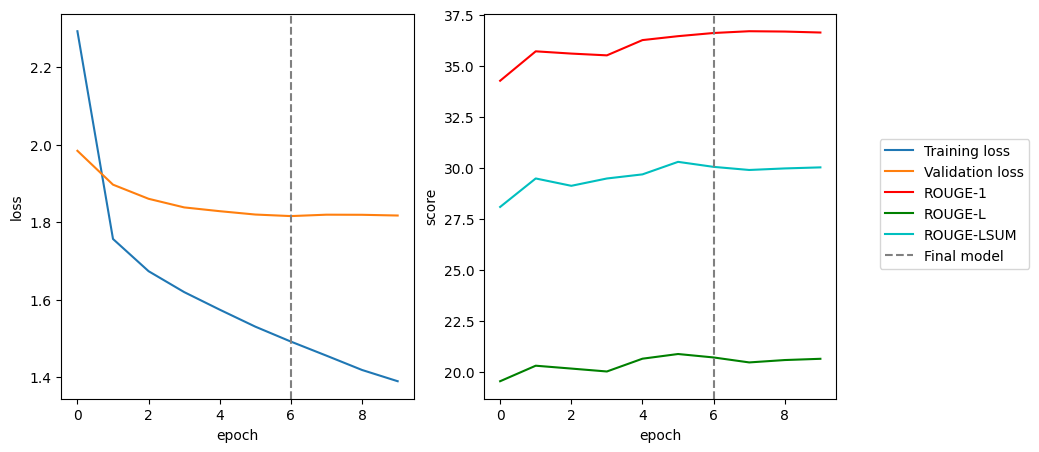 2.2
2.0
1.8
1.6
1.4
loss
0 2 4 6 8
epoch
37.5
35.0
32.5
30.0
27.5
25.0
22.5
20.0
score
0 2 4 6 8
epoch
Training loss
Validation loss
ROUGE-1
ROUGE-L
ROUGE-LSUM
Final model